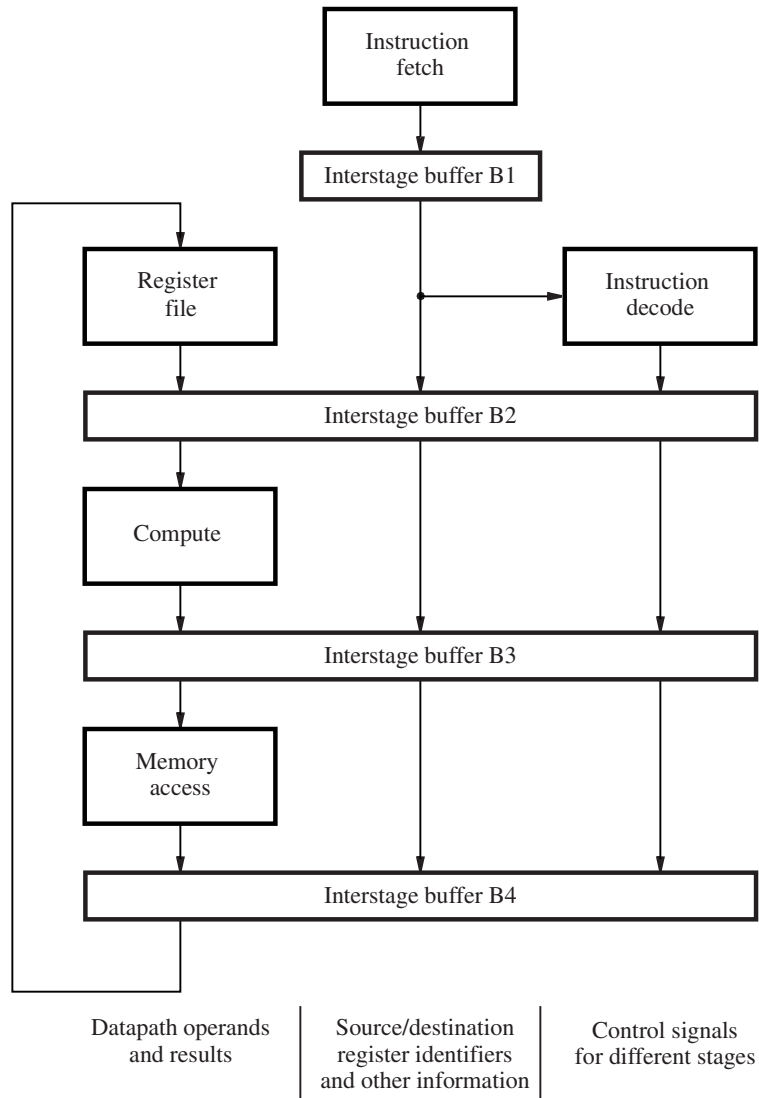 Instruction
fetch
Interstage buffer B1
Register
file
Instruction
decode
Interstage buffer B2
Compute
Interstage buffer B3
Memory
access
Interstage buffer B4
Datapath operands
and results
Source/destination
register identifiers
and other information
Control signals
for different stages